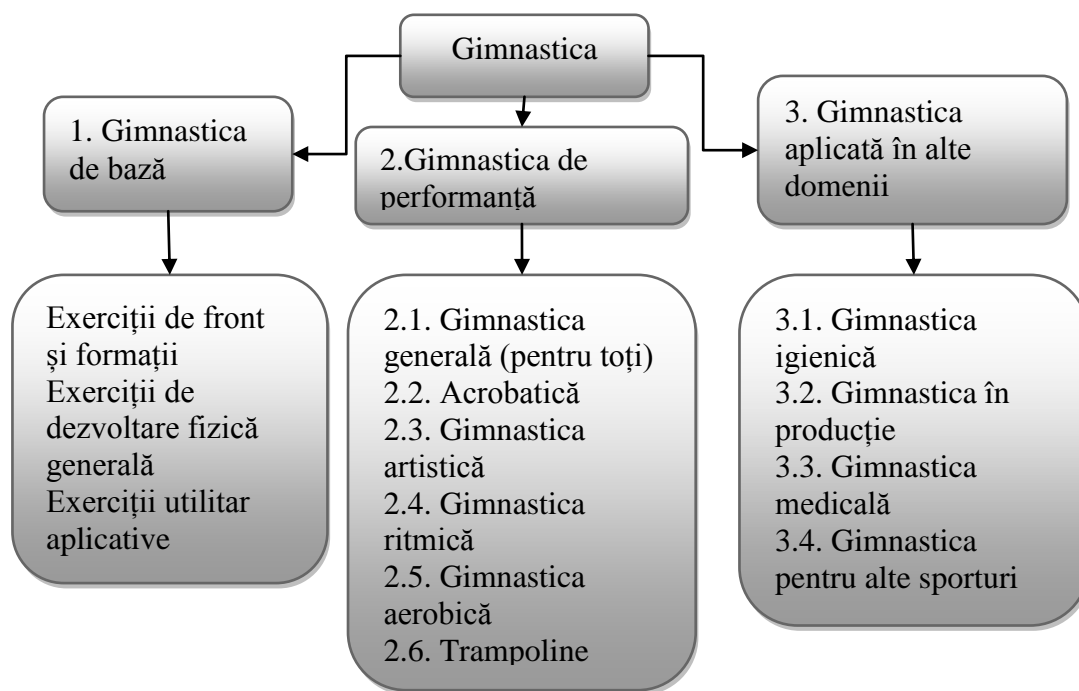 Gimnastica
1. Gimnastica
de bază
2.Gimnastica de
performanță
3. Gimnastica
aplicată în alte
domenii
Exerciții de front
și formații
Exerciții de
dezvoltare fizică
generală
Exerciții utilitar
aplicative
2.1. Gimnastica
generală (pentru toți)
2.2. Acrobatică
2.3. Gimnastica
artistică
2.4. Gimnastica
ritmică
2.5. Gimnastica
aerobică
2.6. Trampoline
3.1. Gimnastica
igienică
3.2. Gimnastica în
producție
3.3. Gimnastica
medicală
3.4. Gimnastica
pentru alte sporturi